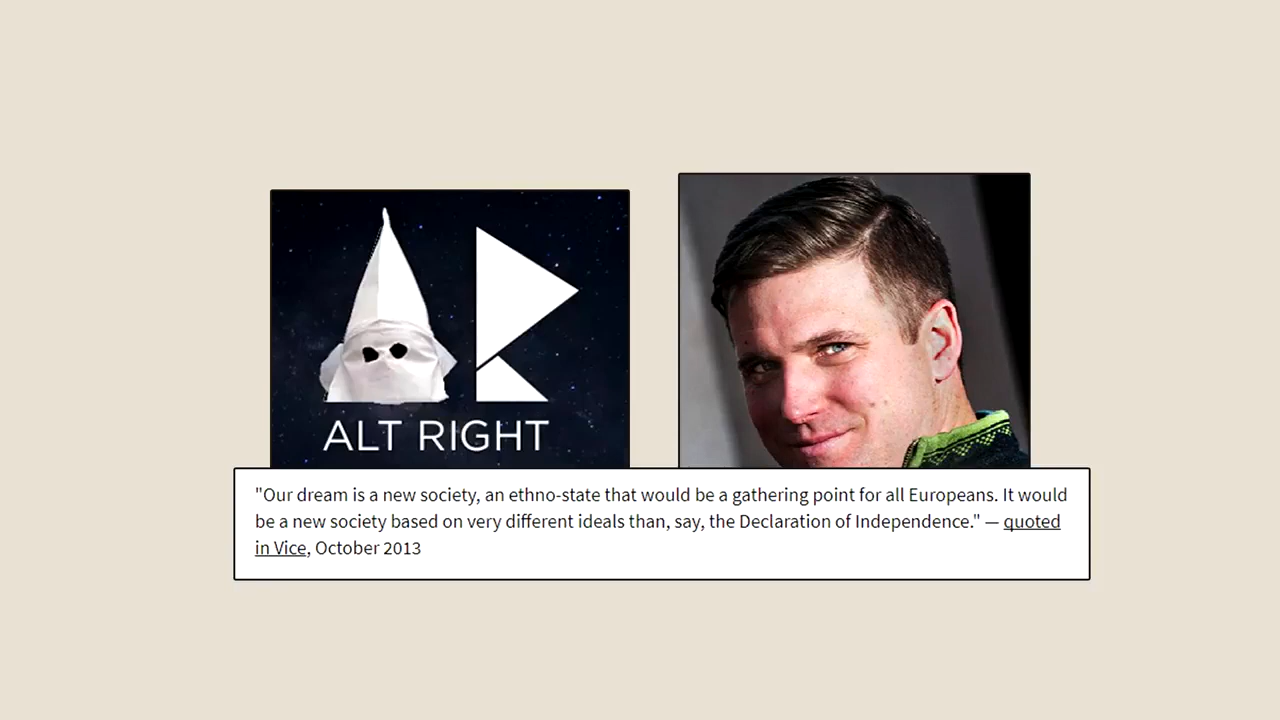 ALT RIGHT
"Our dream is a new society, an ethno-state that would be a gathering point for all Europeans. It would
be a new society based on very different ideals than, say, the Declaration of Independence." — quoted
in Vice, October 2013